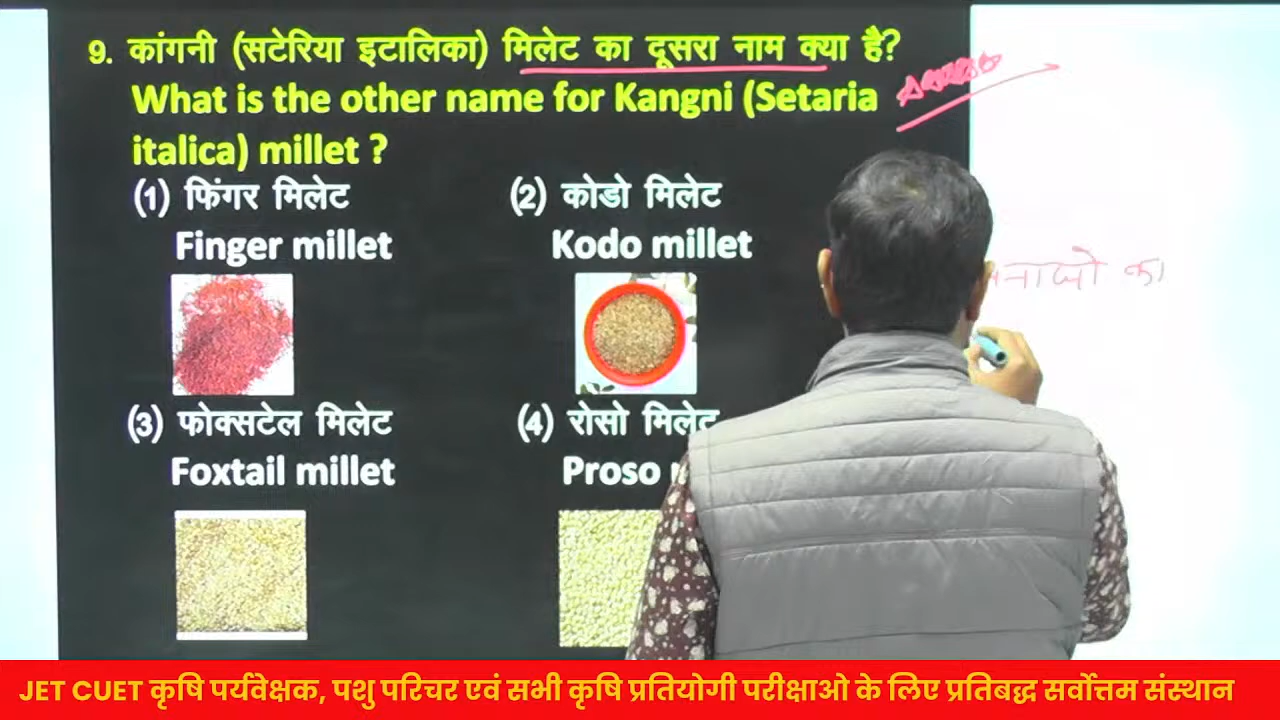 9. कांगनी (सटेरिया इटालिका) मिलेट का दूसरा नाम क्या है?
What is the other name for Kangni (Setaria
italica) millet ?
(1) फिंगर मिलेट
Finger millet
(2) कोडो मिलेट
Kodo millet
(3) फोक्सटेल मिलेट
Foxtail millet
(4) रोसो मिलेट
Proso
का
JET CUET कृषि पर्यवेक्षक, पशु परिचर एवं सभी कृषि प्रतियोगी परीक्षाओ के लिए प्रतिबद्ध सर्वोत्तम संस्थान